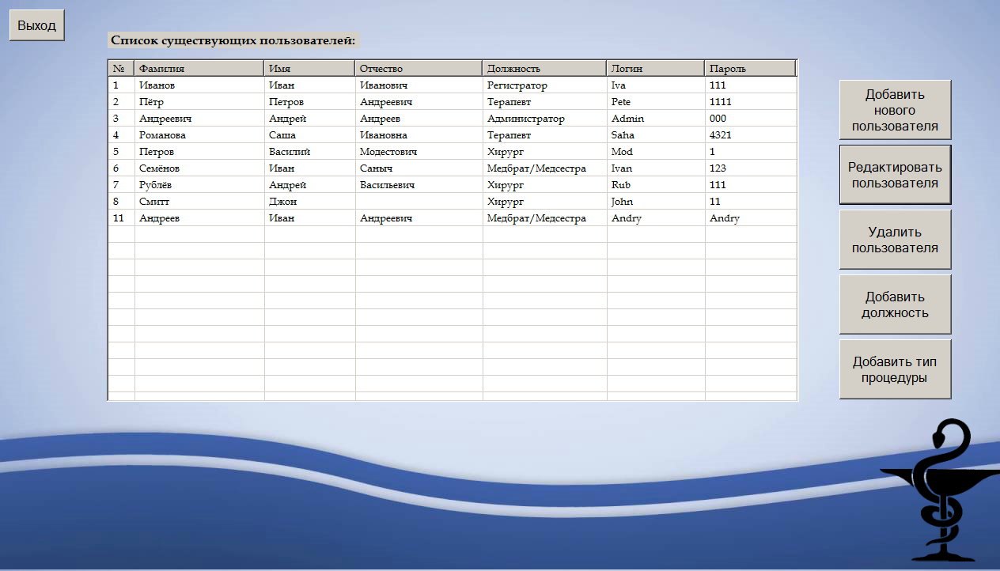 Выход
Список существующих пользователей:
№ Фамилия Имя Отчество Должность Логин Пароль
1 Иванов Иван Иванович Регистратор Iva 111
2 Пётр Петров Андреевич Терапевт Pete 1111
3 Андреевич Андрей Андреев Администратор Admin 000
4 Романова Саша Ивановна Терапевт Saha 4321
5 Петров Василий Модестович Хирург Mod 1
6 Семёнов Иван Саныч Медбрат/Медсестра Ivan 123
7 Рублёв Андрей Васильевич Хирург Rub 111
8 Смитт Джон Хирург John 11
11 Андреев Иван Андреевич Медбрат/Медсестра Andry Andry
Добавить
нового
пользователя
Редактировать
пользователя
Удалить
пользователя
Добавить
должность
Добавить тип
процедуры